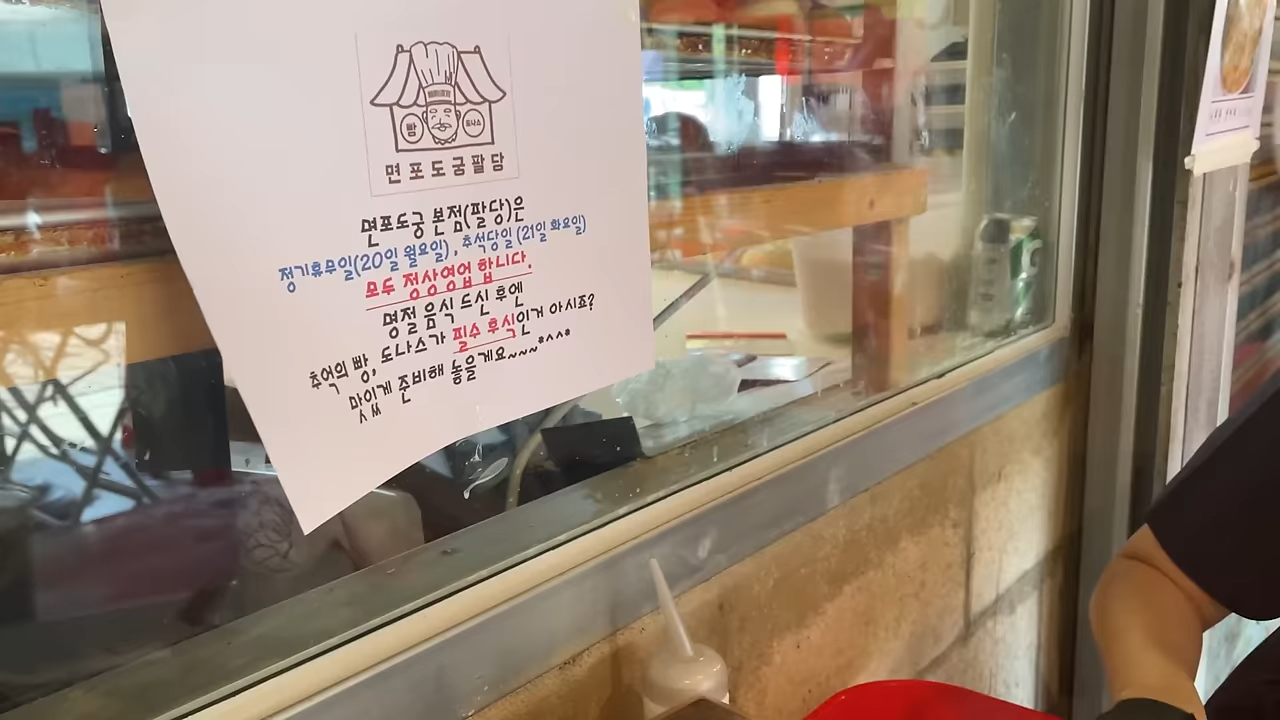 빵
도나스
면포도궁팔당
면포도궁 본점(팔당)은
정기휴무일(20일 월요일), 추석당일 (21일 화요일)
모두 정상영업 합니다.
명절 음식 드신 후엔
추억의 빵, 도나스가 필수 후식인거 아시죠?
맛있게 준비해 놓을게요~~~*^^*